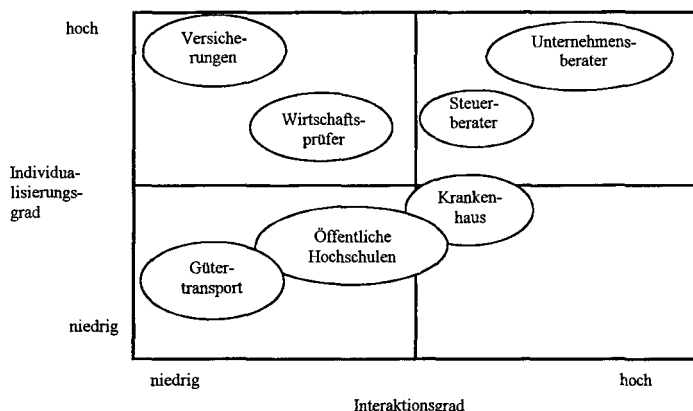 hoch
Versiche-
rungen
Unternehmens-
berater
Wirtschafts-
prüfer
Steuer-
berater
Individua-
lisierungs-
grad
Kranken-
haus
Öffentliche
Hochschulen
Güter-
transport
niedrig
niedrig
hoch
Interaktionsgrad